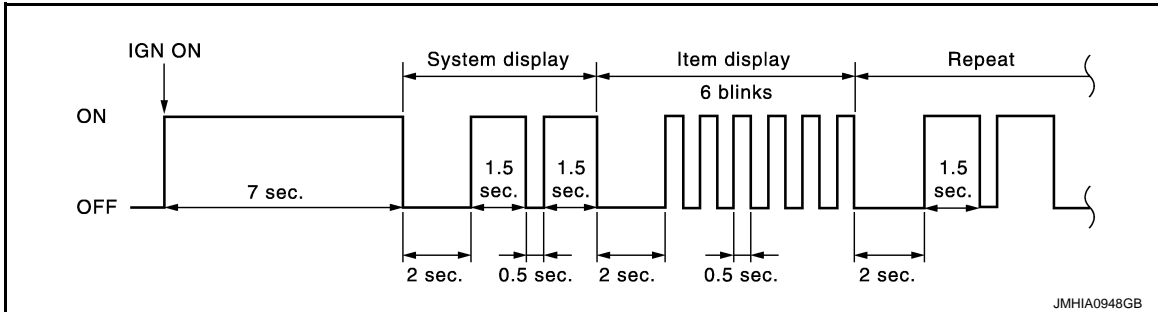 IGN ON
System display
Item display
Repeat
6 blinks
ON
1.5 sec.
1.5 sec.
1.5 sec.
7 sec.
OFF
2 sec.
0.5 sec.
2 sec.
0.5 sec.
2 sec.
JMHIA0948GB